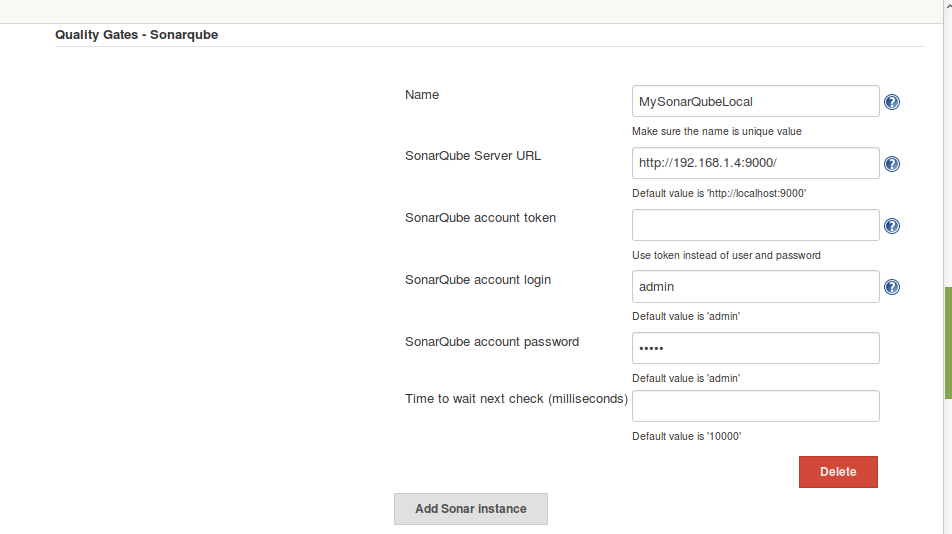 Quality Gates - Sonarqube
Name
MySonarQubeLocal
?
Make sure the name is unique value
SonarQube Server URL
http://192.168.1.4:9000/
?
Default value is 'http://localhost:9000'
SonarQube account token
?
Use token instead of user and password
SonarQube account login
admin
?
Default value is 'admin'
SonarQube account password
•••••
Default value is 'admin'
Time to wait next check (milliseconds)
Default value is '10000'
Delete
Add Sonar instance